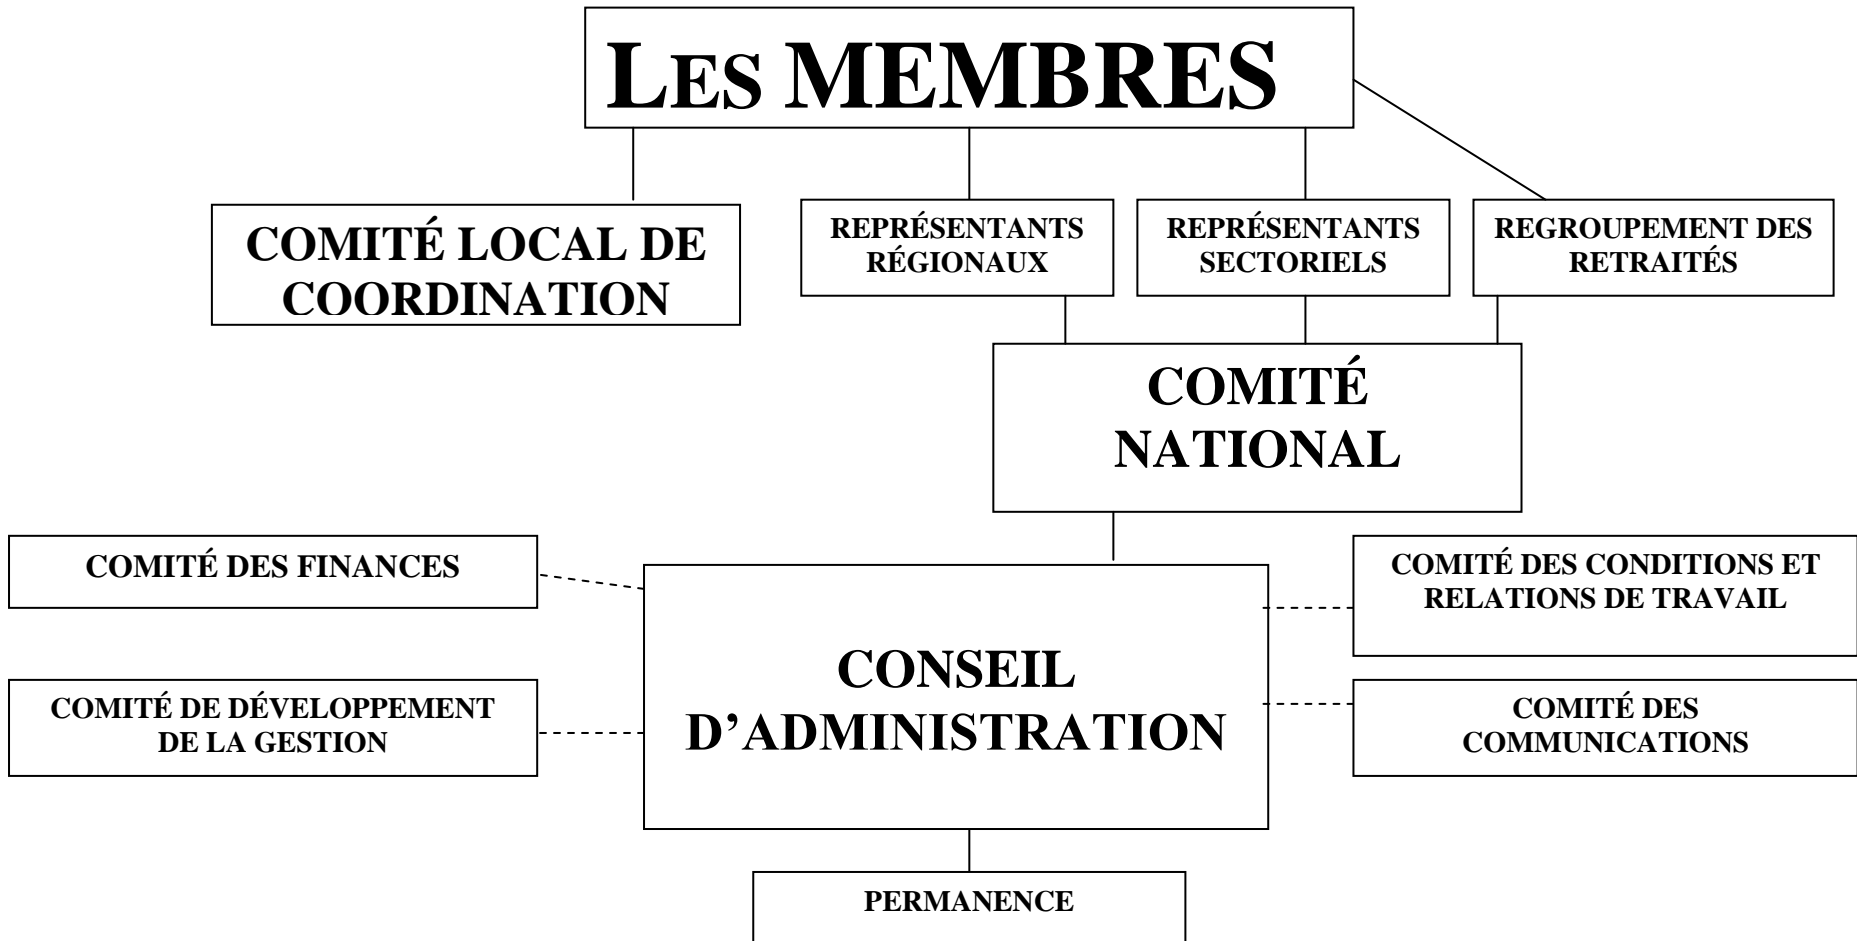 LES MEMBRES
COMITÉ LOCAL DE
COORDINATION
REPRÉSENTANTS
RÉGIONAUX
REPRÉSENTANTS
SECTORIELS
REGROUPEMENT DES
RETRAITÉS
COMITÉ
NATIONAL
COMITÉ DES FINANCES
COMITÉ DES CONDITIONS ET
RELATIONS DE TRAVAIL
CONSEIL
D’ADMINISTRATION
COMITÉ DE DÉVELOPPEMENT
DE LA GESTION
COMITÉ DES
COMMUNICATIONS
PERMANENCE